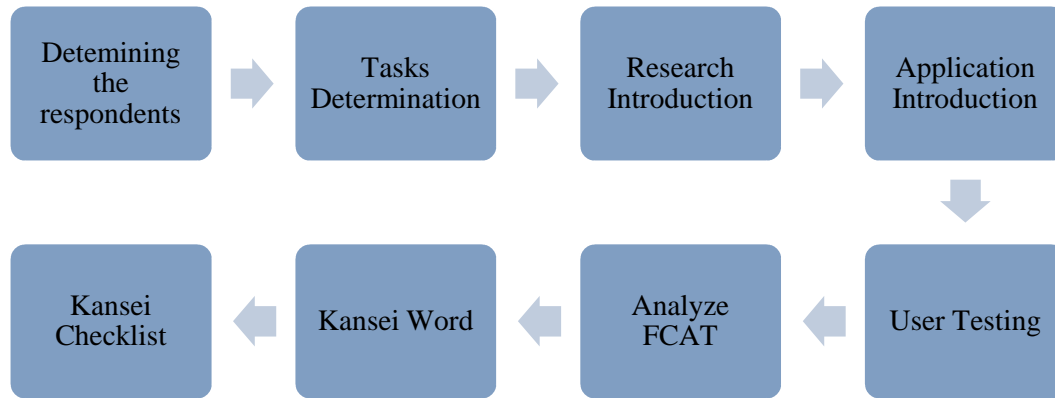 Detemining
the
respondents
Tasks
Determination
Research
Introduction
Application
Introduction
User Testing
Analyze
FCAT
Kansei Word
Kansei
Checklist